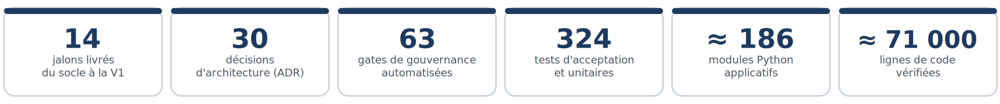 14
jalons livrés
du socle à la V1
30
décisions
d'architecture (ADR)
63
gates de gouvernance
automatisées
324
tests d'acceptation
et unitaires
≈ 186
modules Python
applicatifs
≈ 71 000
lignes de code
vérifiées